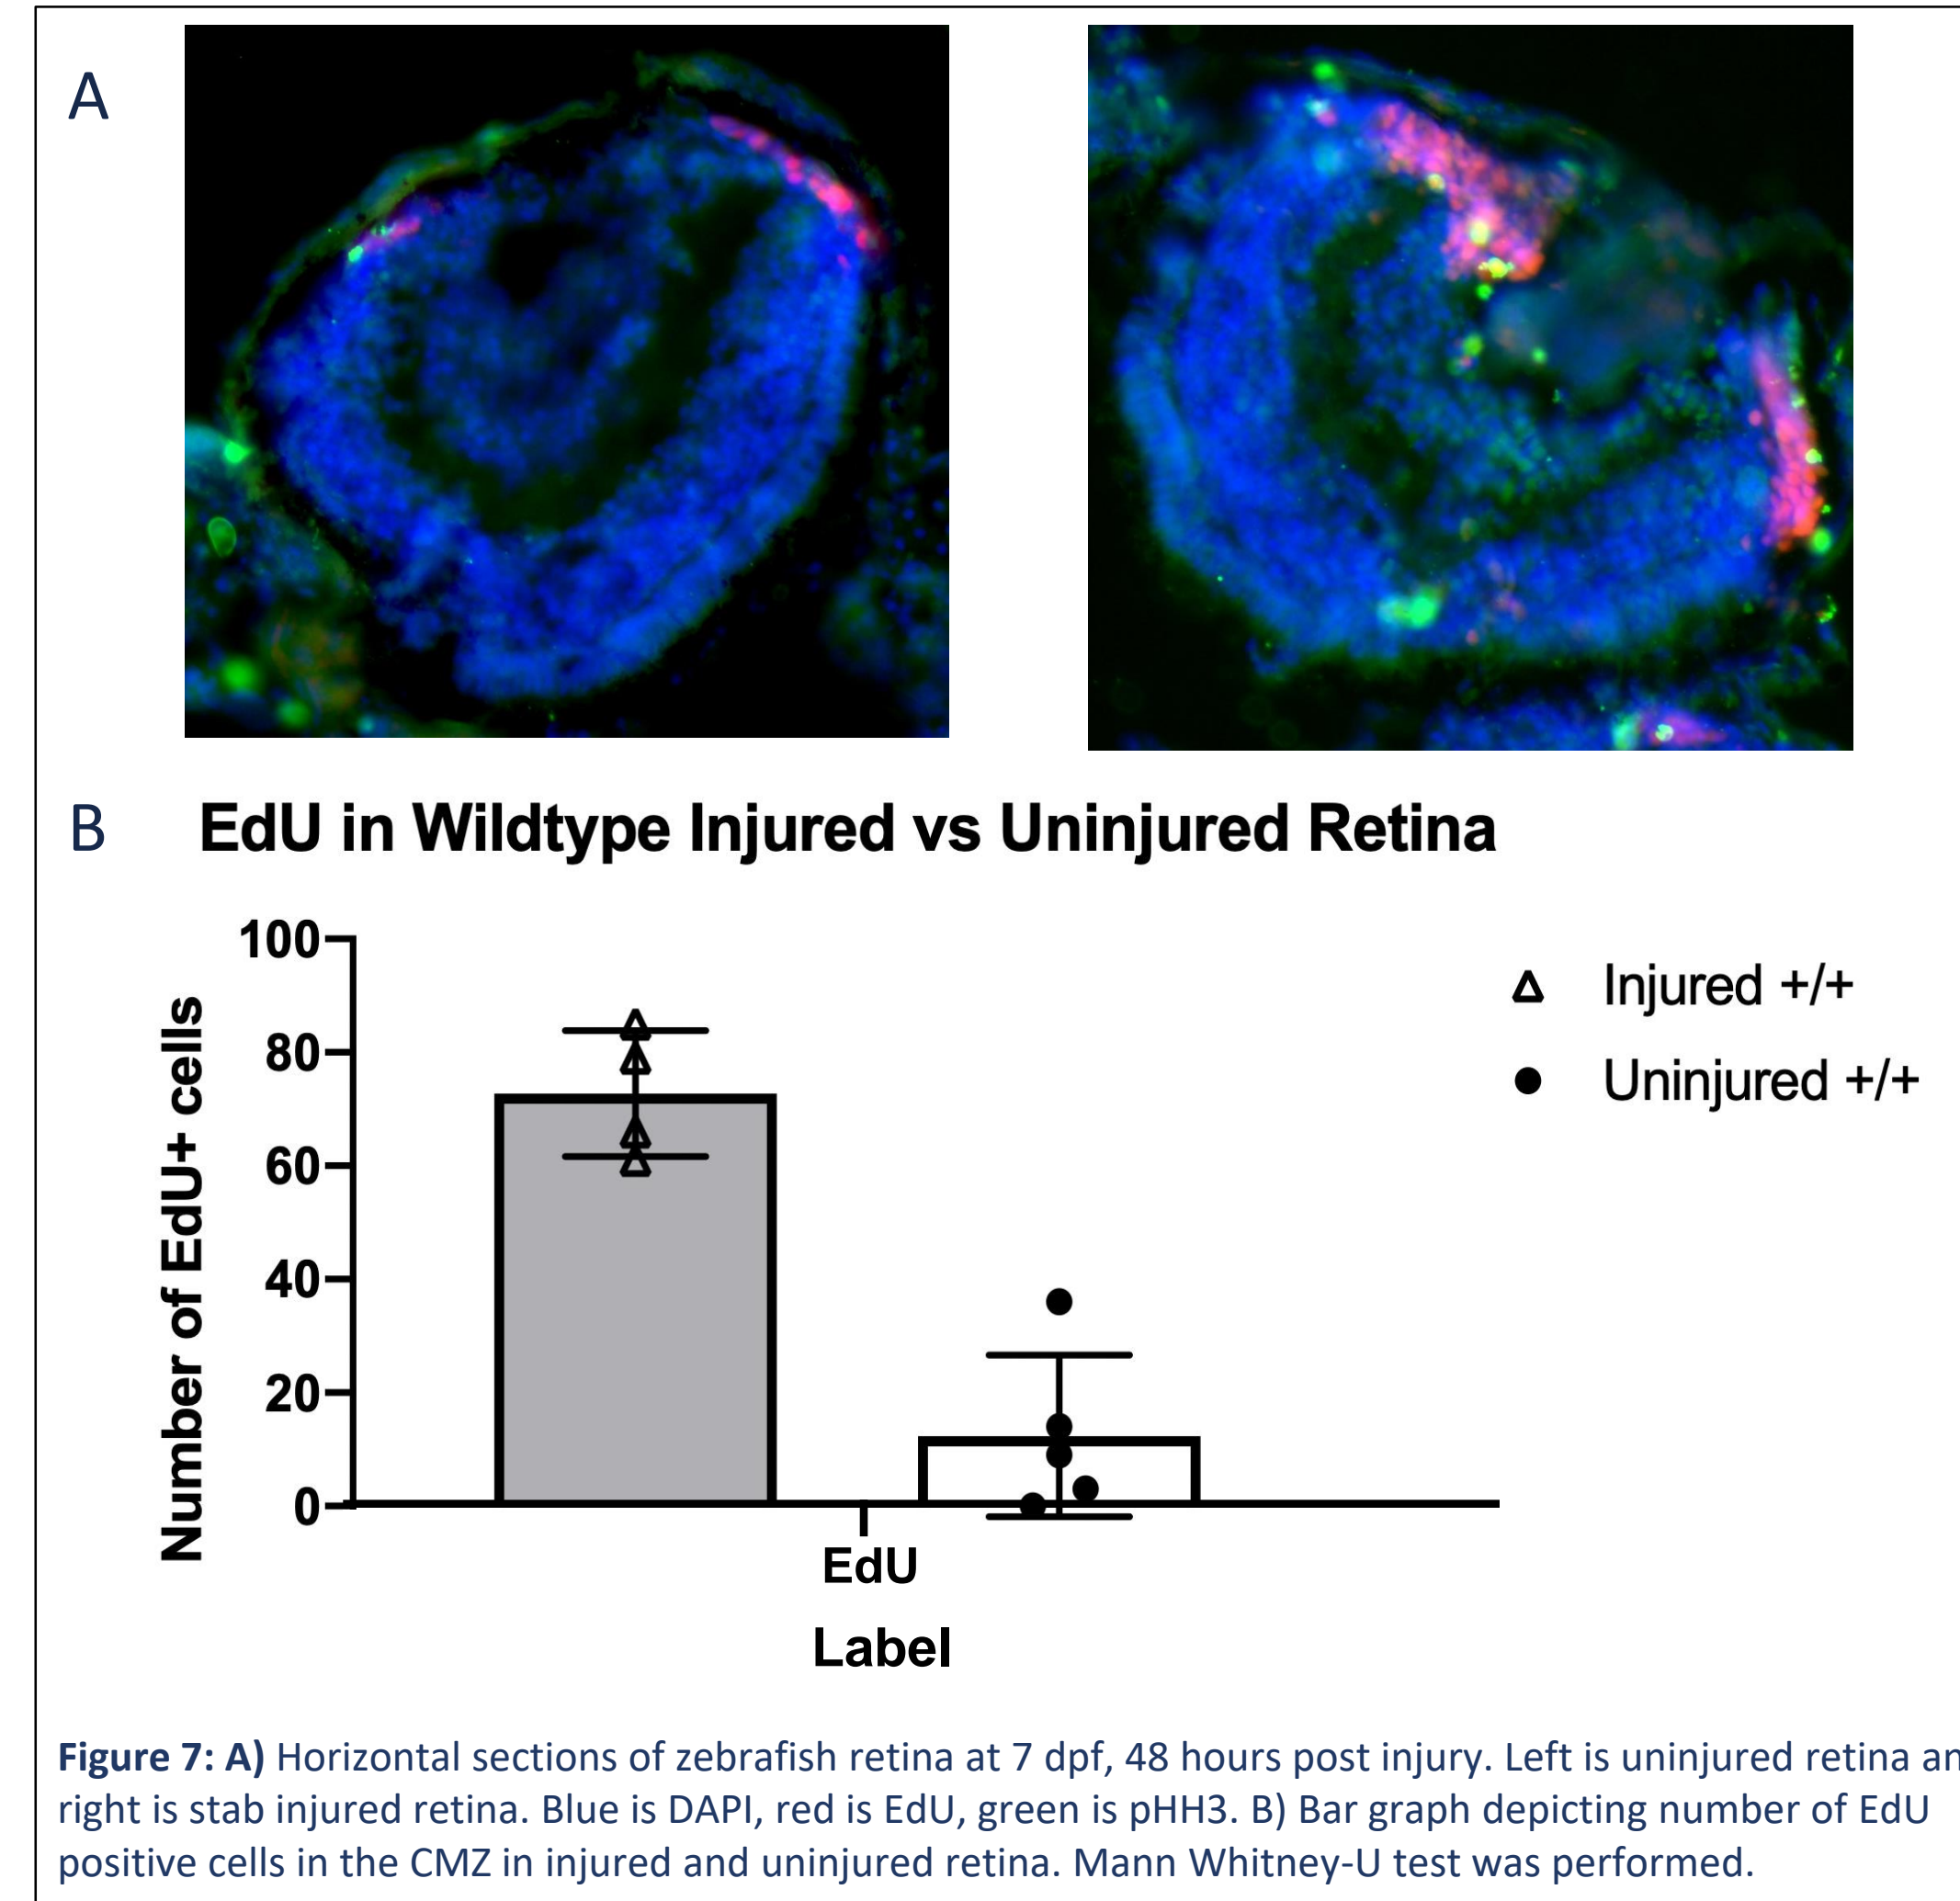 A
B
EdU in Wildtype Injured vs Uninjured Retina
100
80
60
40
20
0
Number of EdU+ cells
Injured +/+
Uninjured +/+
EdU
Label
Figure 7: A) Horizontal sections of zebrafish retina at 7 dpf, 48 hours post injury. Left is uninjured retina
right is stab injured retina. Blue is DAPI, red is EdU, green is pHH3. B) Bar graph depicting number of EdU
positive cells in the CMZ in injured and uninjured retina. Mann Whitney-U test was performed.